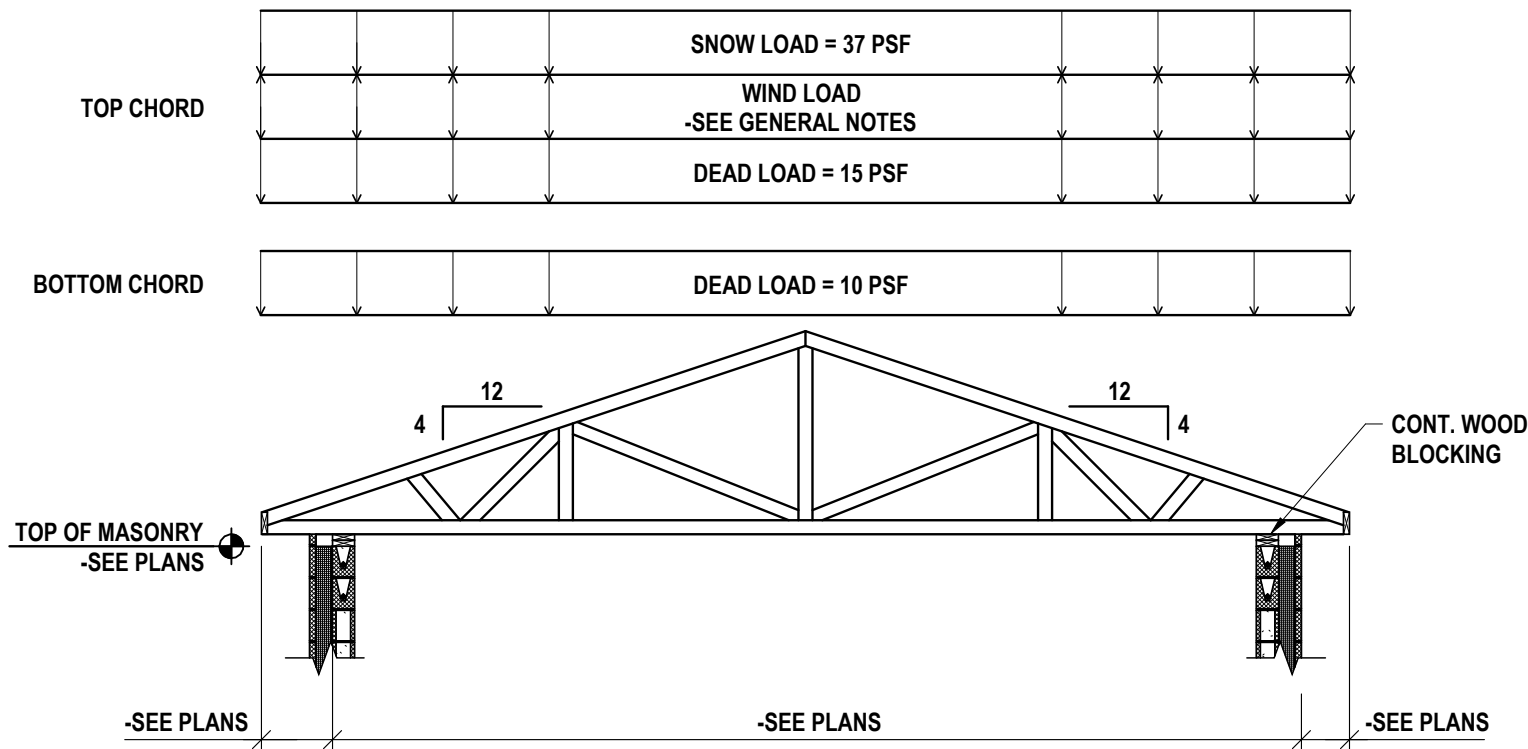 SNOW LOAD = 37 PSF
TOP CHORD
WIND LOAD
-SEE GENERAL NOTES
DEAD LOAD = 15 PSF
BOTTOM CHORD
DEAD LOAD = 10 PSF
12
4
12
4
CONT. WOOD
BLOCKING
TOP OF MASONRY
-SEE PLANS
-SEE PLANS
-SEE PLANS
-SEE PLANS